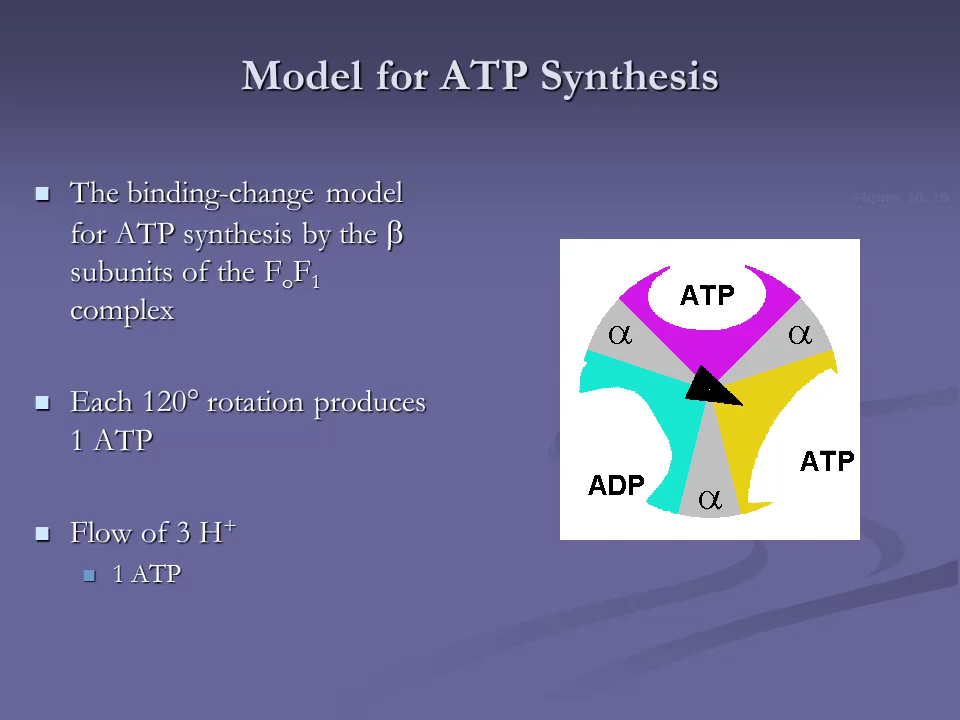 Model for ATP Synthesis
The binding-change model
for ATP synthesis by the β
subunits of the FoF1
complex
Each 120° rotation produces
1 ATP
Flow of 3 H+
1 ATP
ATP
α
α
ADP
ATP
α